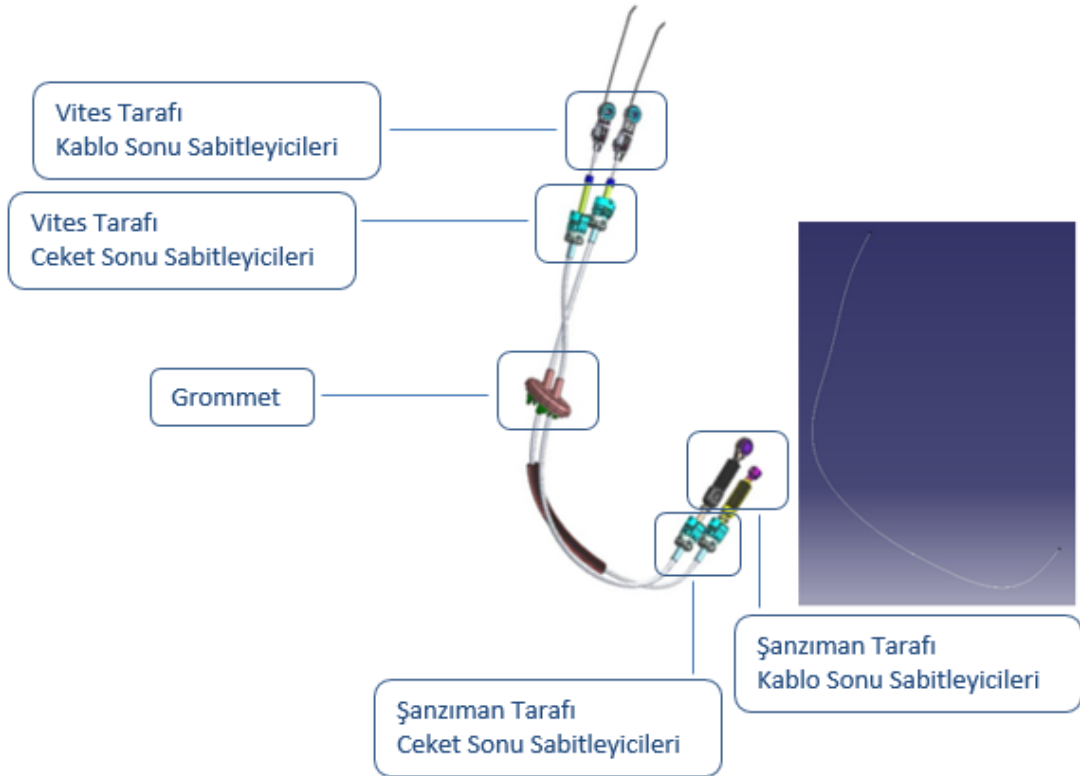 Vites Tarafı
Kablo Sonu Sabitleyicileri
Vites Tarafı
Ceket Sonu Sabitleyicileri
Grommet
Şanzıman Tarafı
Kablo Sonu Sabitleyicileri
Şanzıman Tarafı
Ceket Sonu Sabitleyicileri